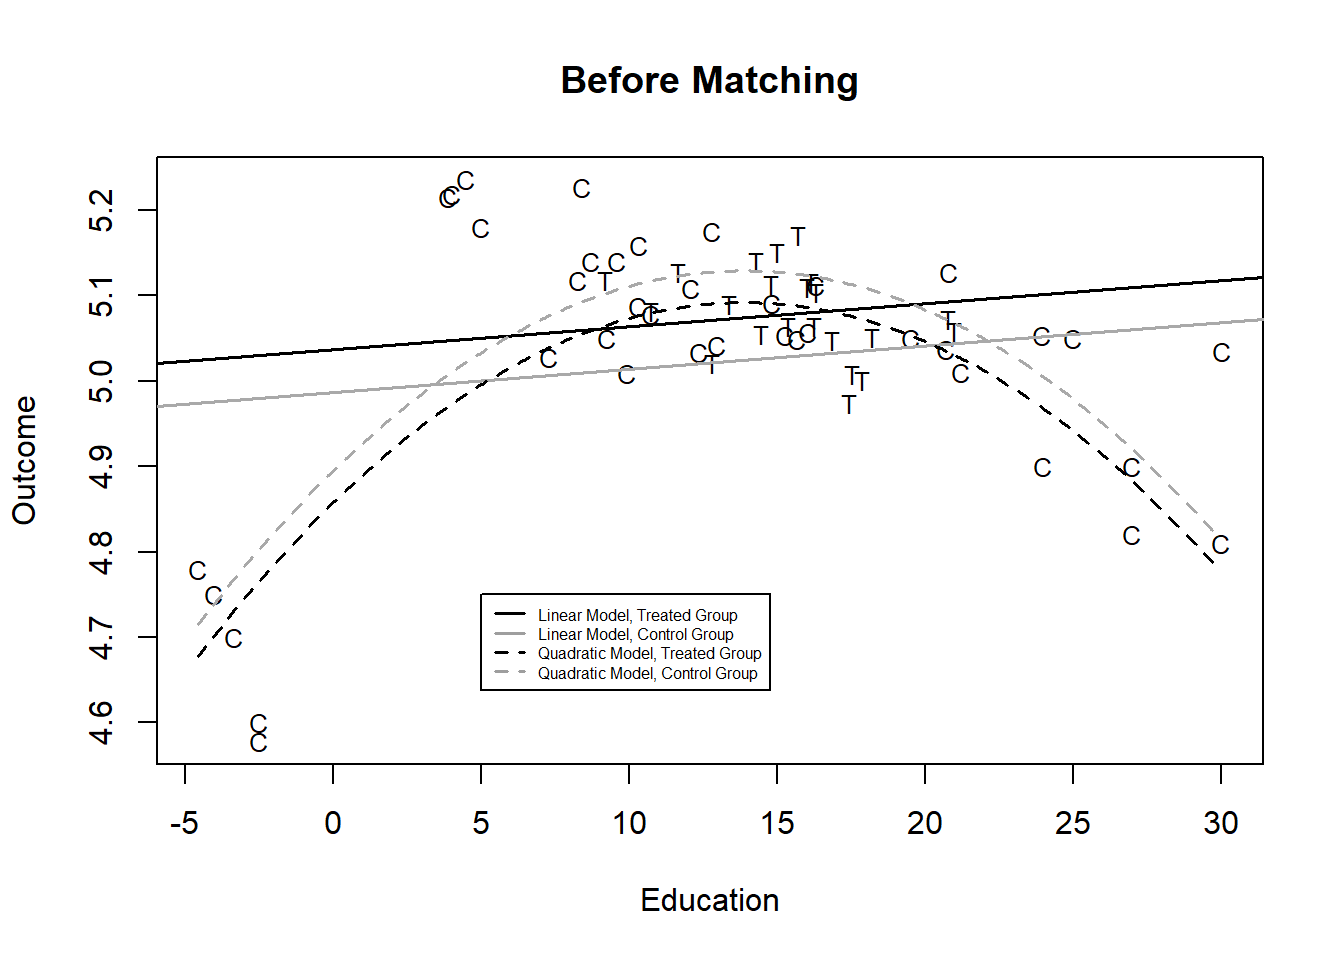 Before Matching
Outcome
5.2
5.1
5.0
4.9
4.8
4.7
4.6
Linear Model, Treated Group
Linear Model, Control Group
Quadratic Model, Treated Group
Quadratic Model, Control Group
-5 0 5 10 15 20 25 30
Education